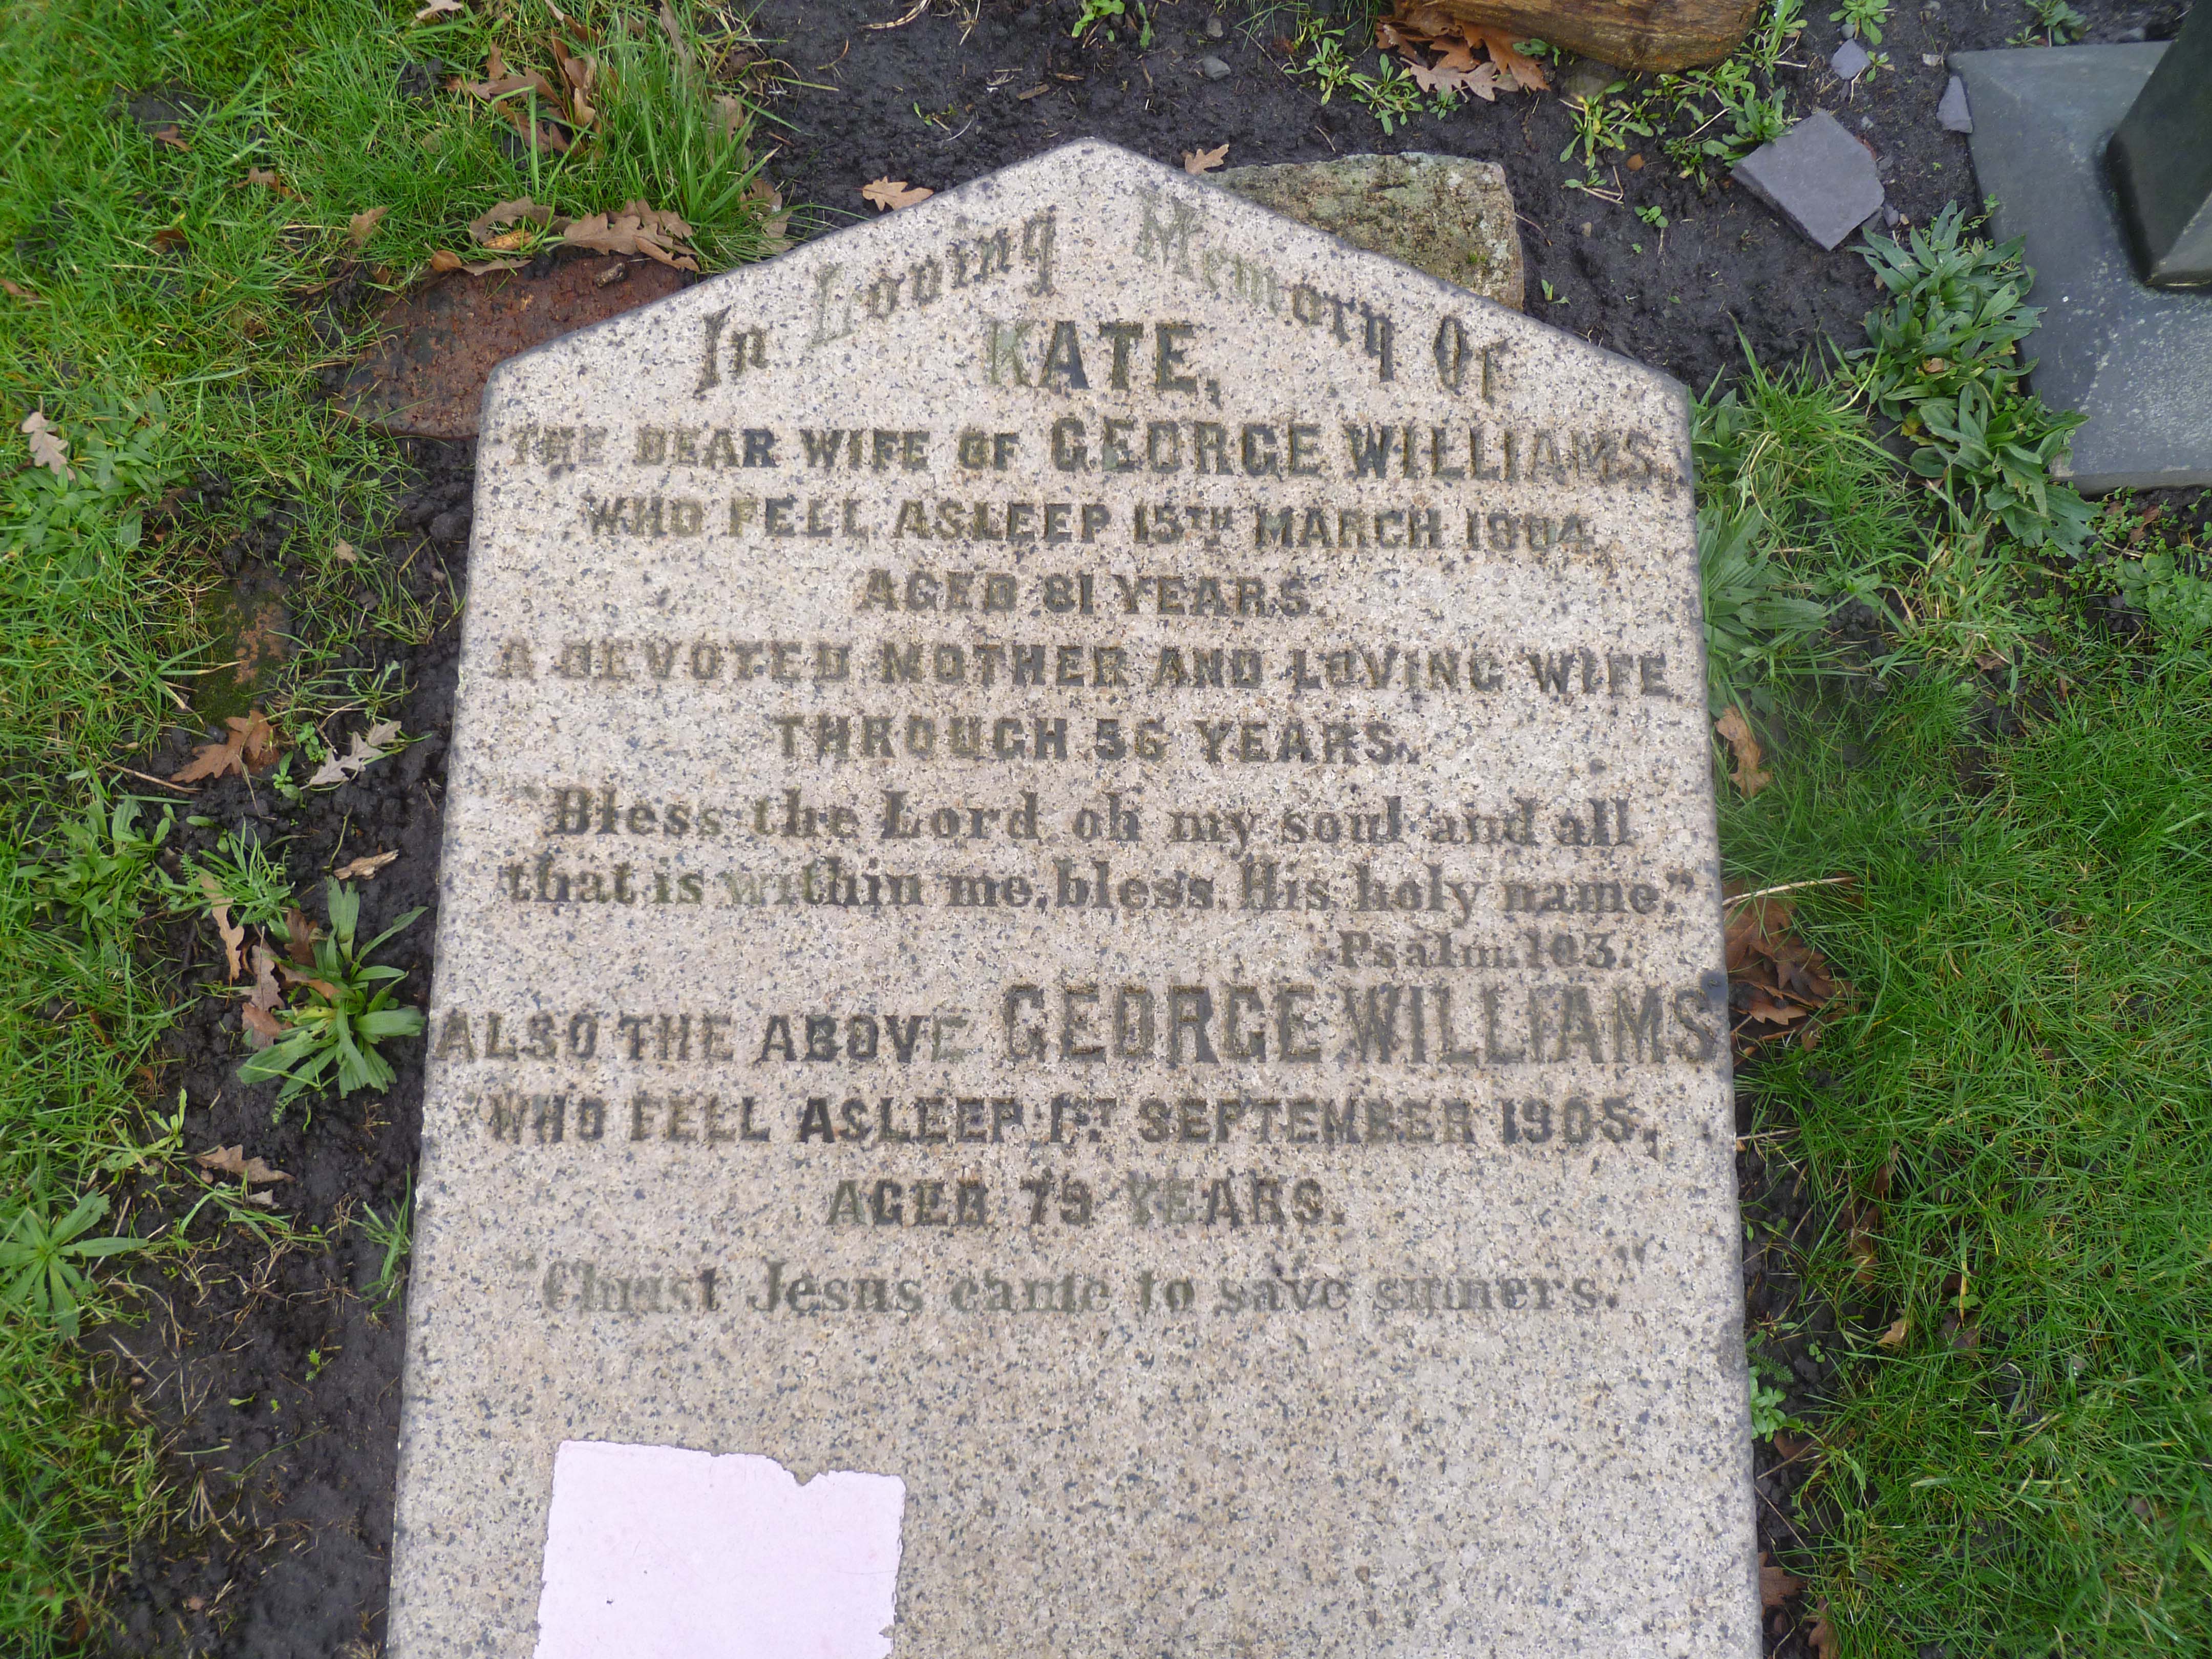 In Loving Memory Of
KATE,
THE DEAR WIFE OF GEORGE WILLIAMS,
WHO FELL ASLEEP 15TH MARCH 1904,
AGED 81 YEARS.
A DEVOTED MOTHER AND LOVING WIFE
THROUGH 56 YEARS.
"Bless the Lord, oh my soul and all
that is within me, bless His holy name."
Psalm. 103.
ALSO THE ABOVE GEORGE WILLIAMS
WHO FELL ASLEEP 1ST SEPTEMBER 1905,
AGED 79 YEARS.
"Christ Jesus came to save sinners."